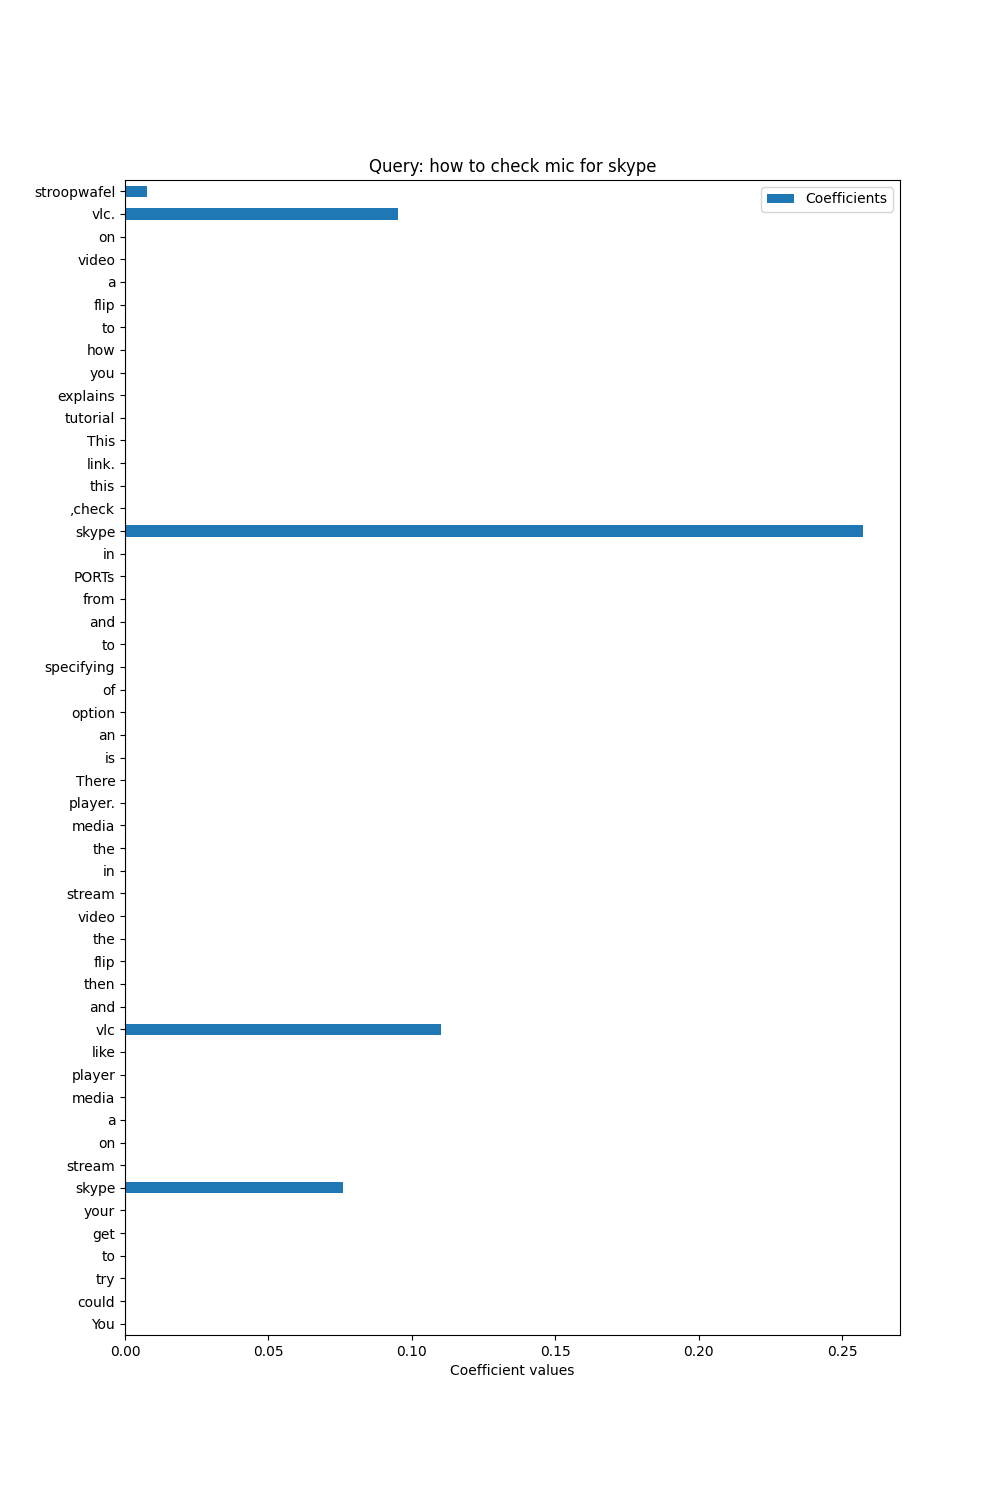 Query: how to check mic for skype
Coefficients
stroopwafel
vlc.
on
video
a
flip
to
how
you
explains
tutorial
This
link.
this
,check
skype
in
PORTs
from
and
to
specifying
of
option
an
is
There
player.
media
the
in
stream
video
the
flip
then
and
vlc
like
player
media
a
on
stream
skype
your
get
to
try
could
You
0.00 0.05 0.10 0.15 0.20 0.25
Coefficient values